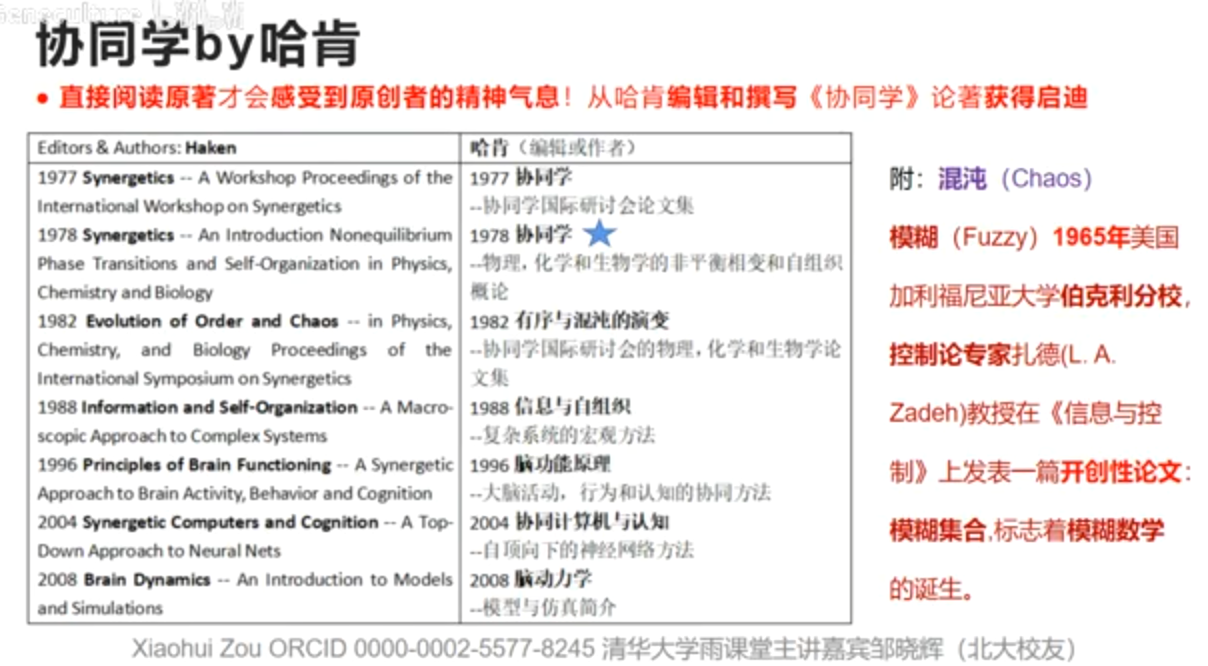 协同学by哈肯
● 直接阅读原著才会感受到原创者的精神气息！从哈肯编辑和撰写《协同学》论著获得启迪
Editors & Authors: Haken
1977 Synergetics -- A Workshop Proceedings of the
International Workshop on Synergetics
1978 Synergetics -- An Introduction Nonequilibrium
Phase Transitions and Self-Organization in Physics,
Chemistry and Biology
1982 Evolution of Order and Chaos -- in Physics,
Chemistry, and Biology Proceedings of the
International Symposium on Synergetics
1988 Information and Self-Organization -- A Macro-
scopic Approach to Complex Systems
1996 Principles of Brain Functioning -- A Synergetic
Approach to Brain Activity, Behavior and Cognition
2004 Synergetic Computers and Cognition -- A Top-
Down Approach to Neural Nets
2008 Brain Dynamics -- An Introduction to Models
and Simulations
哈肯（编辑或作者）
1977 协同学
--协同学国际研讨会论文集
1978 协同学
--物理，化学和生物学的非平衡相变和自组织
概论
1982 有序与混沌的演变
--协同学国际研讨会的物理，化学和生物学论
文集
1988 信息与自组织
--复杂系统的宏观方法
1996 脑功能原理
--大脑活动，行为和认知的协同方法
2004 协同计算机与认知
--自顶向下的神经网络方法
2008 脑动力学
--模型与仿真简介
附：混沌（Chaos）
模糊（Fuzzy）1965年美国
加利福尼亚大学伯克利分校，
控制论专家扎德(L. A.
Zadeh)教授在《信息与控
制》上发表一篇开创性论文：
模糊集合,标志着模糊数学
的诞生。
Xiaohui Zou ORCID 0000-0002-5577-8245 清华大学雨课堂主讲嘉宾邹晓辉（北大校友）